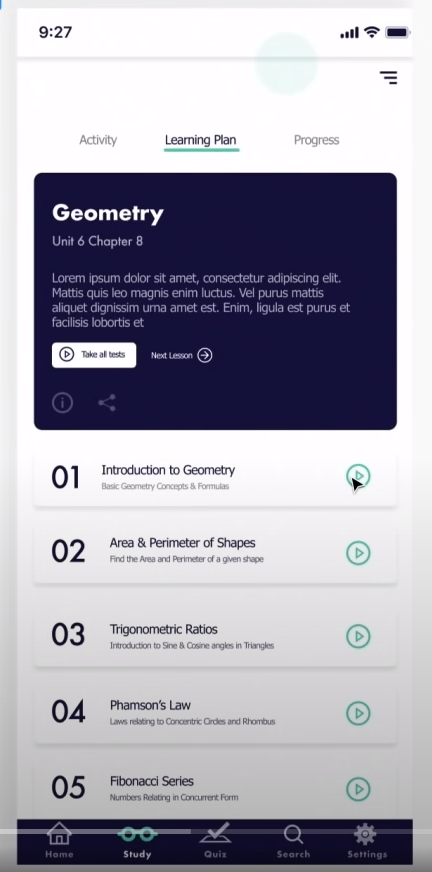 9:27
Activity Learning Plan Progress
Geometry
Unit 6 Chapter 8
Lorem ipsum dolor sit amet, consectetur adipiscing elit.
Mattis quis leo magnis enim luctus. Vel purus mattis
aliquet dignissim urna amet est. Enim, ligula est purus et
facilisis lobortis et
Take all tests Next Lesson
01 Introduction to Geometry
Basic Geometry Concepts & Formulas
02 Area & Perimeter of Shapes
Find the Area and Perimeter of a given shape
03 Trigonometric Ratios
Introduction to Sine & Cosine angles in Triangles
04 Phamson's Law
Laws relating to Concentric Circles and Rhombus
05 Fibonacci Series
Numbers Relating in Concurrent Form
Home Study Quiz Search Settings